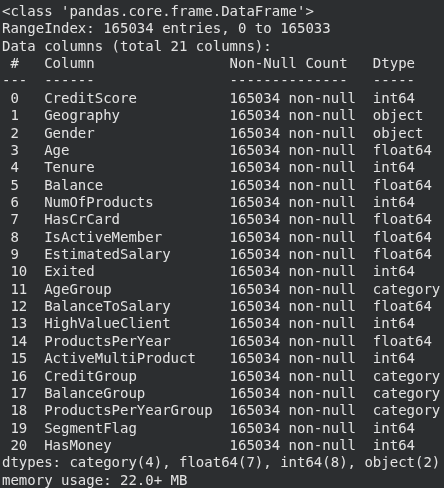 <class 'pandas.core.frame.DataFrame'>
RangeIndex: 165034 entries, 0 to 165033
Data columns (total 21 columns):
 #   Column                Non-Null Count   Dtype
---  ------                --------------   -----
 0   CreditScore           165034 non-null  int64
 1   Geography             165034 non-null  object
 2   Gender                165034 non-null  object
 3   Age                   165034 non-null  float64
 4   Tenure                165034 non-null  int64
 5   Balance               165034 non-null  float64
 6   NumOfProducts         165034 non-null  int64
 7   HasCrCard             165034 non-null  float64
 8   IsActiveMember        165034 non-null  float64
 9   EstimatedSalary       165034 non-null  float64
 10  Exited                165034 non-null  int64
 11  AgeGroup              165034 non-null  category
 12  BalanceToSalary       165034 non-null  float64
 13  HighValueClient       165034 non-null  int64
 14  ProductsPerYear       165034 non-null  float64
 15  ActiveMultiProduct    165034 non-null  int64
 16  CreditGroup           165034 non-null  category
 17  BalanceGroup          165034 non-null  category
 18  ProductsPerYearGroup  165034 non-null  category
 19  SegmentFlag           165034 non-null  int64
 20  HasMoney              165034 non-null  int64
dtypes: category(4), float64(7), int64(8), object(2)
memory usage: 22.0+ MB